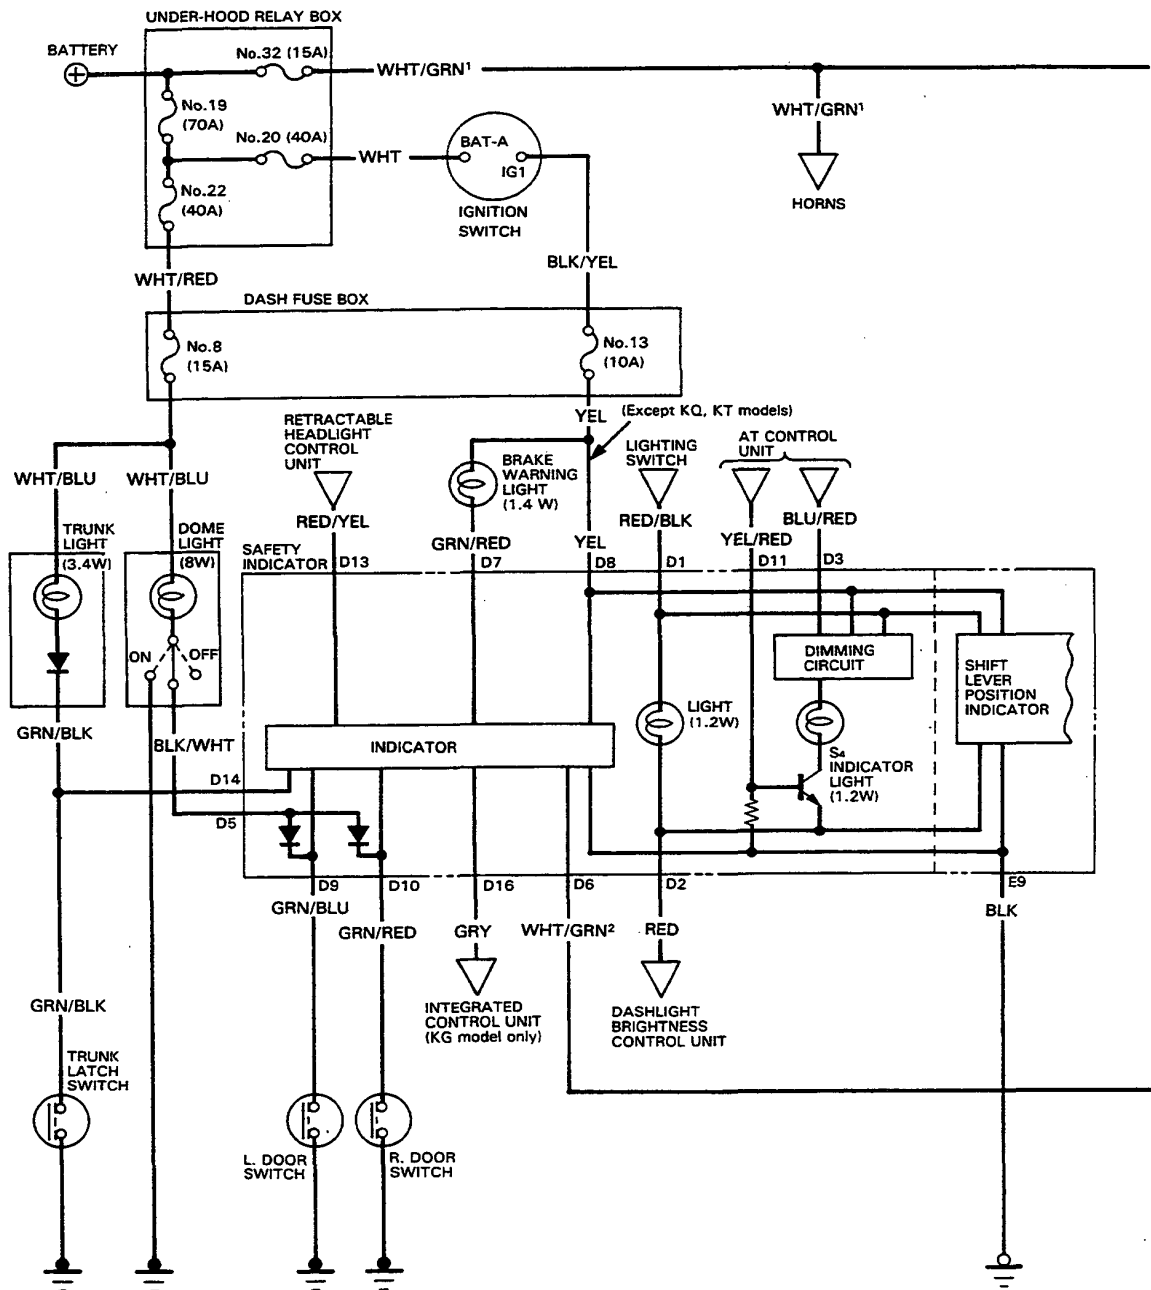 UNDER-HOOD RELAY BOX
BATTERY
No.32 (15A)
WHT/GRN¹
No.19
(70A)
WHT/GRN¹
No.20 (40A)
WHT
BAT-A
IG1
No.22
(40A)
HORNS
IGNITION
SWITCH
WHT/RED
BLK/YEL
DASH FUSE BOX
No.8
(15A)
No.13
(10A)
YEL
(Except KQ, KT models)
RETRACTABLE
HEADLIGHT
CONTROL
UNIT
LIGHTING
SWITCH
AT CONTROL
UNIT
BRAKE
WARNING
LIGHT
(1.4 W)
WHT/BLU
WHT/BLU
RED/YEL
RED/BLK
BLU/RED
TRUNK
LIGHT
(3.4W)
DOME
LIGHT
(8W)
GRN/RED
YEL
YEL/RED
SAFETY
INDICATOR
D13
D7
D8
D1
D11
D3
ON
OFF
DIMMING
CIRCUIT
SHIFT
LEVER
POSITION
INDICATOR
LIGHT
(1.2W)
GRN/BLK
BLK/WHT
INDICATOR
S4
INDICATOR
LIGHT
(1.2W)
D14
D5
D9
D10
D16
D6
D2
E9
GRN/BLU
GRN/RED
GRY
WHT/GRN²
RED
BLK
GRN/BLK
INTEGRATED
CONTROL UNIT
(KG model only)
DASHLIGHT
BRIGHTNESS
CONTROL UNIT
TRUNK
LATCH
SWITCH
L. DOOR
SWITCH
R. DOOR
SWITCH